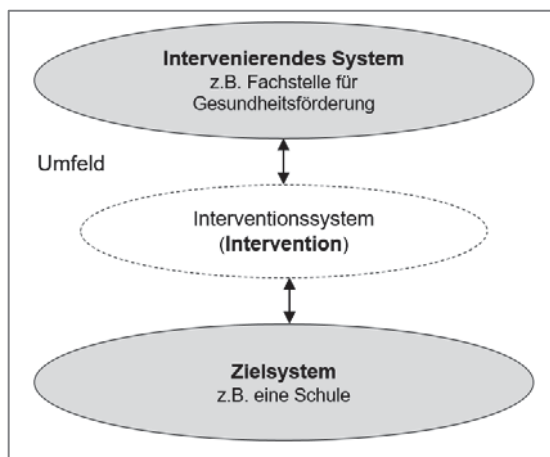 Intervenierendes System
z.B. Fachstelle für
Gesundheitsförderung
Umfeld
Interventionssystem
(Intervention)
Zielsystem
z.B. eine Schule